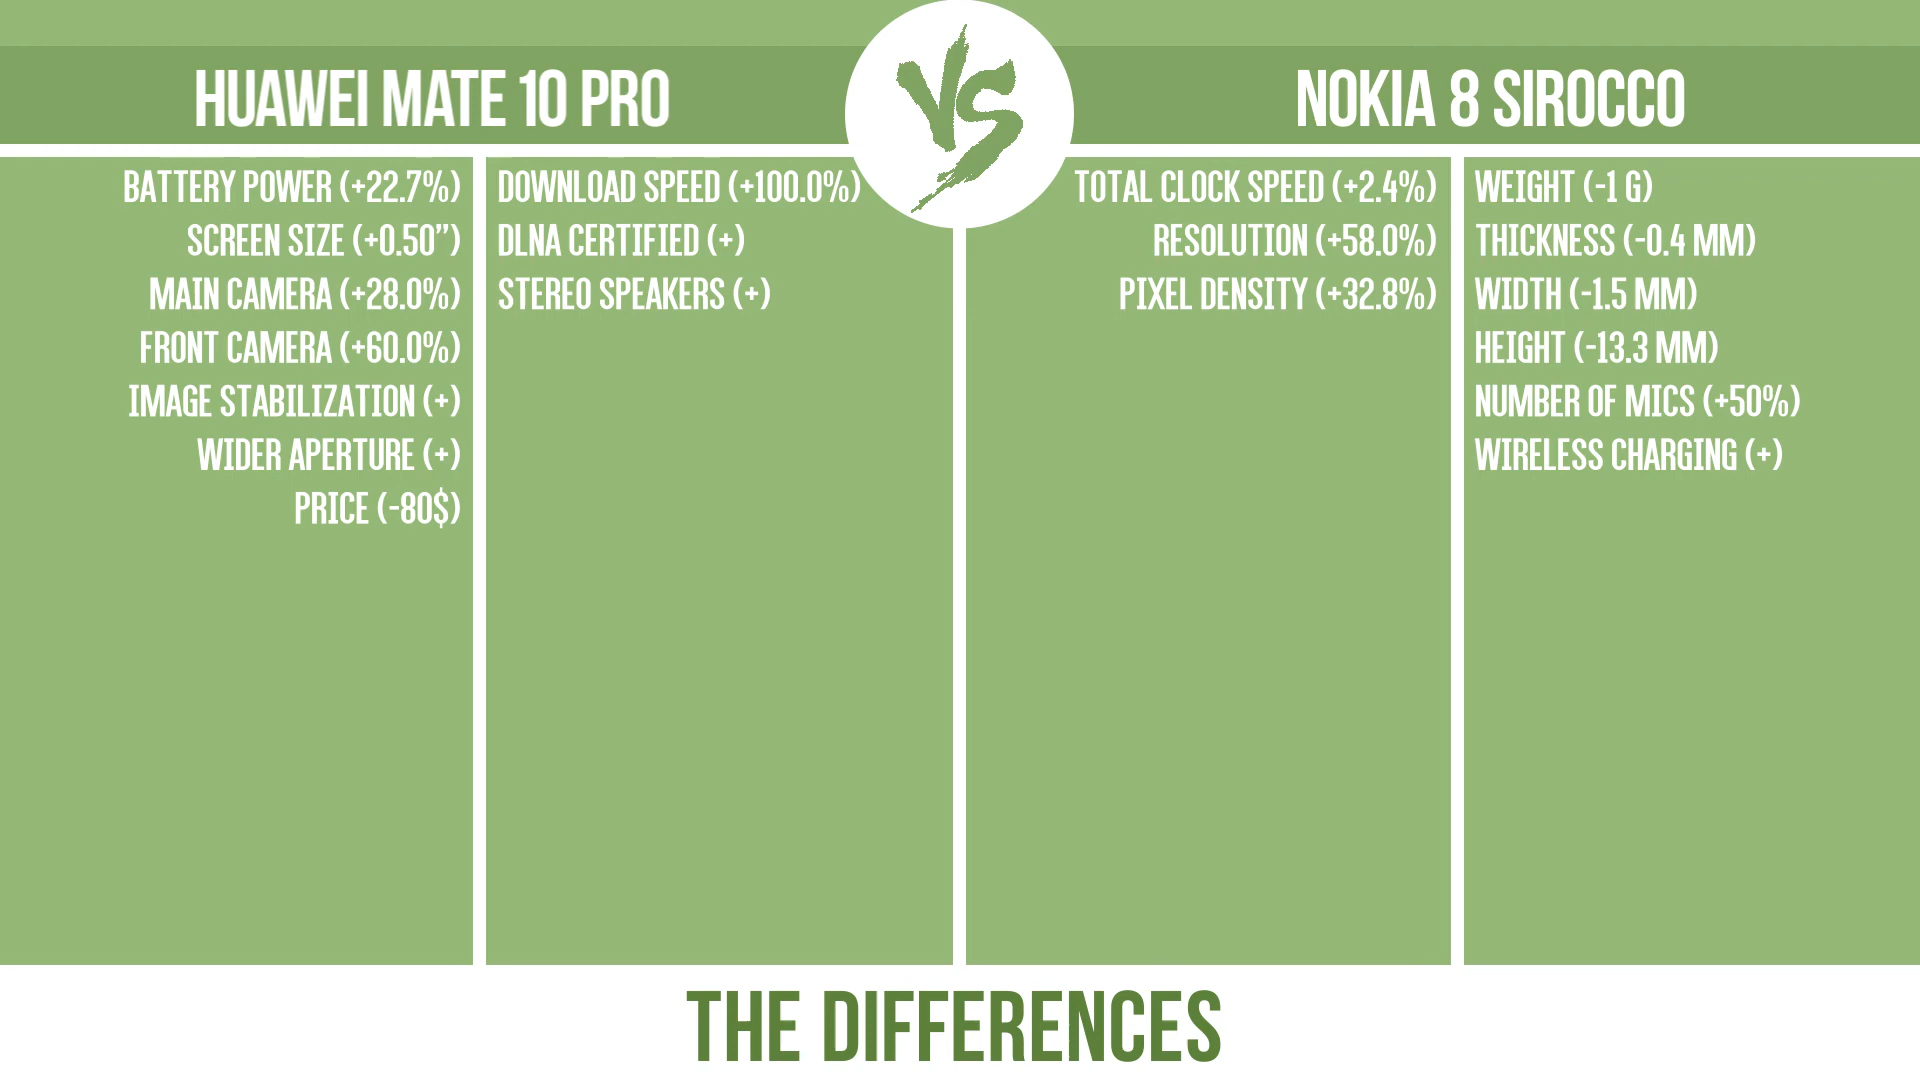 HUAWEI MATE 10 PRO
VS
NOKIA 8 SIROCCO
BATTERY POWER (+22.7%)
SCREEN SIZE (+0.50”)
MAIN CAMERA (+28.0%)
FRONT CAMERA (+60.0%)
IMAGE STABILIZATION (+)
WIDER APERTURE (+)
PRICE (-80$)
DOWNLOAD SPEED (+100.0%)
DLNA CERTIFIED (+)
STEREO SPEAKERS (+)
TOTAL CLOCK SPEED (+2.4%)
RESOLUTION (+58.0%)
PIXEL DENSITY (+32.8%)
WEIGHT (-1 G)
THICKNESS (-0.4 MM)
WIDTH (-1.5 MM)
HEIGHT (-13.3 MM)
NUMBER OF MICS (+50%)
WIRELESS CHARGING (+)
THE DIFFERENCES